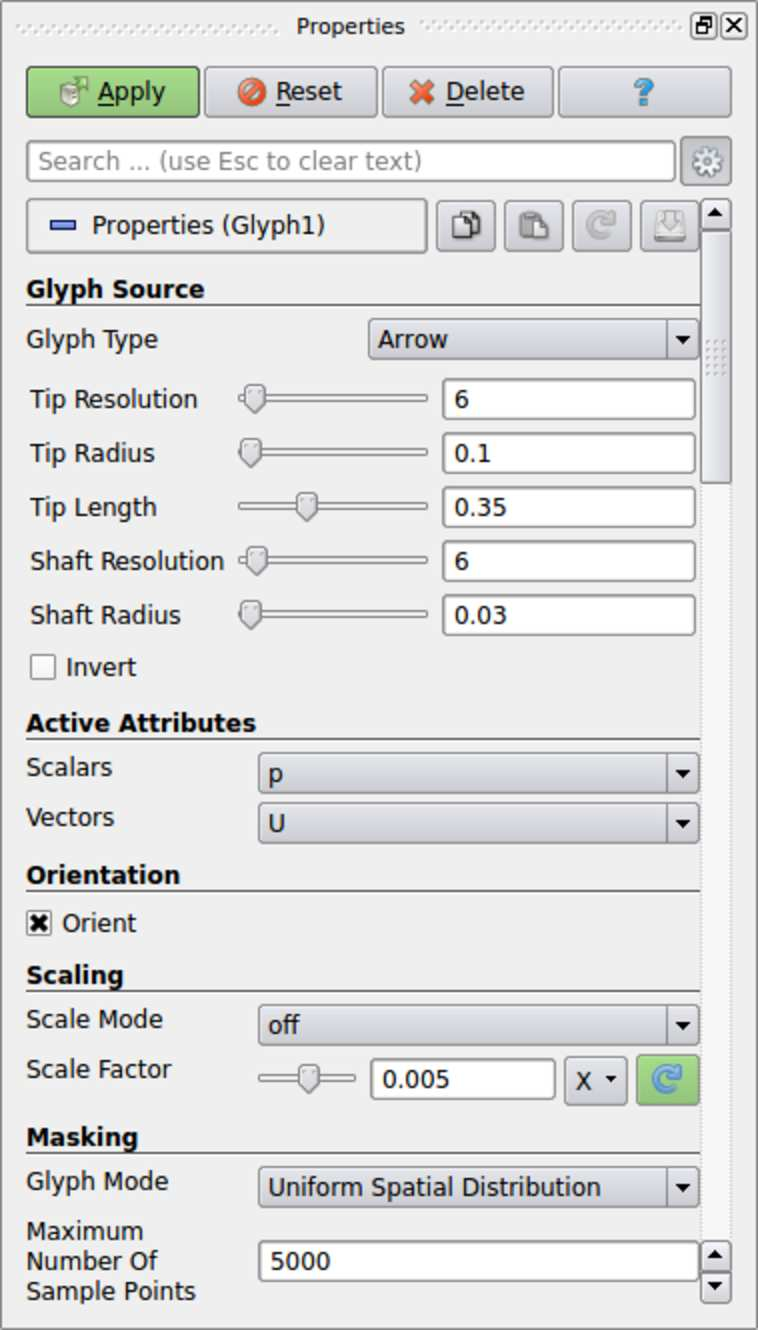 Properties
Apply Reset Delete ?
Search ... (use Esc to clear text)
Properties (Glyph1)
Glyph Source
Glyph Type Arrow
Tip Resolution 6
Tip Radius 0.1
Tip Length 0.35
Shaft Resolution 6
Shaft Radius 0.03
Invert
Active Attributes
Scalars p
Vectors U
Orientation
Orient
Scaling
Scale Mode off
Scale Factor 0.005 X
Masking
Glyph Mode Uniform Spatial Distribution
Maximum
Number Of 5000
Sample Points